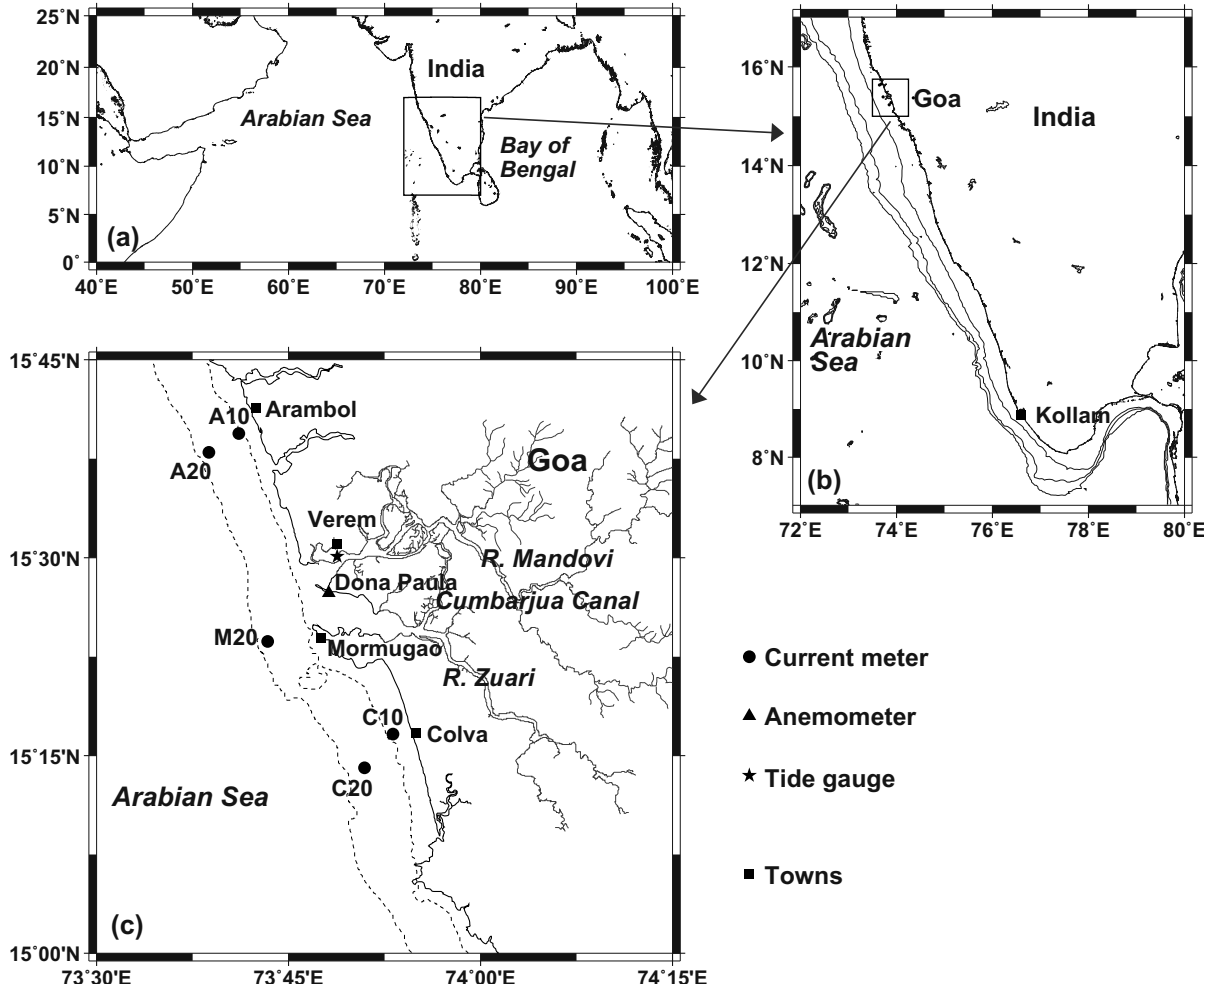 25˚N
20˚N
15˚N
10˚N
5˚N
0˚
India
Arabian Sea
Bay of
Bengal
(a)
40˚E
50˚E
60˚E
70˚E
80˚E
90˚E
100˚E
16˚N
14˚N
12˚N
10˚N
8˚N
Goa
India
Arabian
Sea
Kollam
(b)
72˚E
74˚E
76˚E
78˚E
80˚E
15˚45'N
15˚30'N
15˚15'N
15˚00'N
A10
Arambol
A20
Goa
Verem
R. Mandovi
Dona Paula
Cumbarjua Canal
M20
Mormugao
R. Zuari
C10
Colva
C20
Arabian Sea
(c)
73˚30'E
73˚45'E
74˚00'E
74˚15'E
Current meter
Anemometer
Tide gauge
Towns